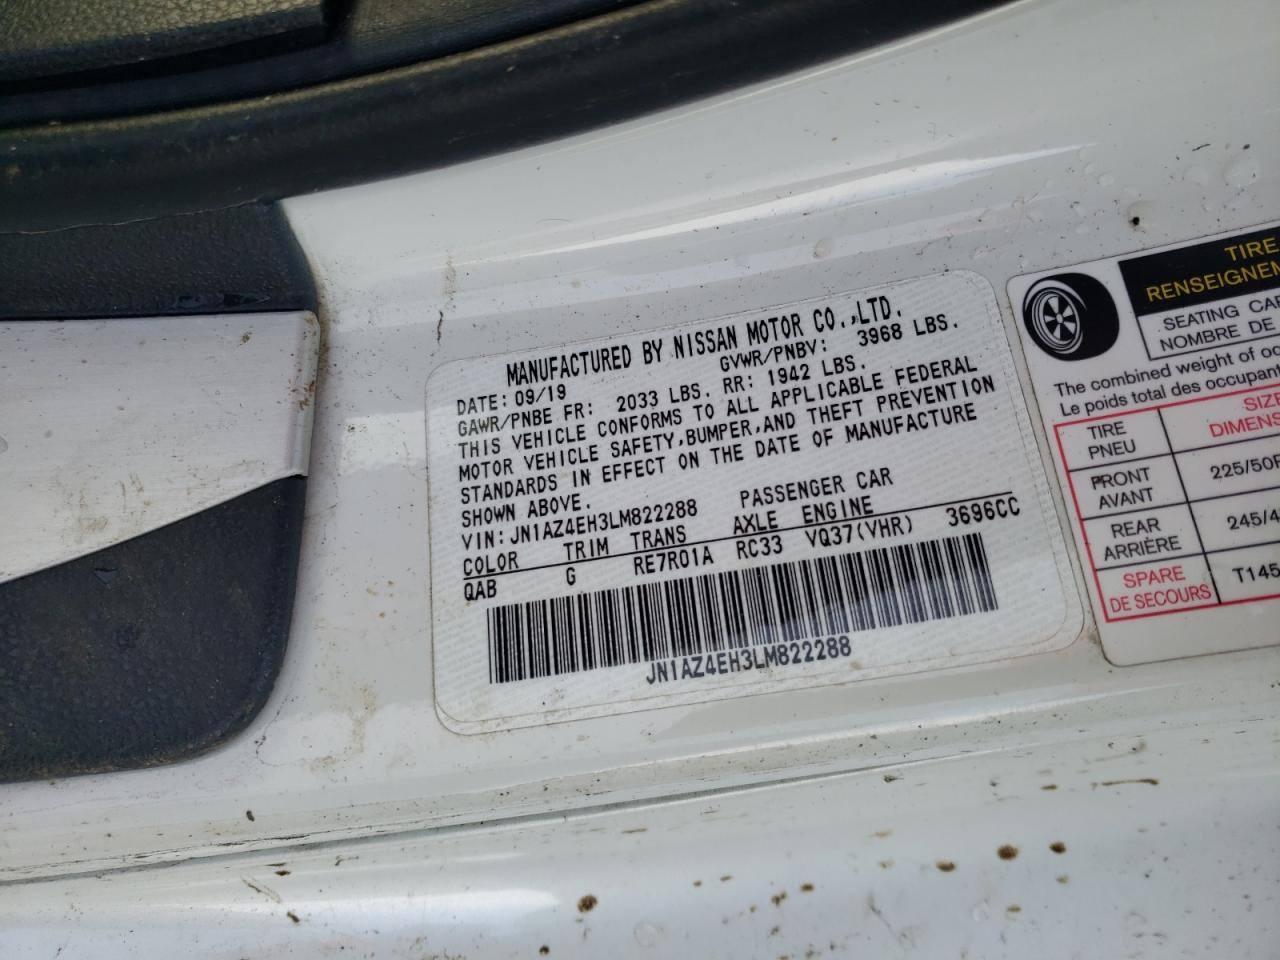 MANUFACTURED BY NISSAN MOTOR CO.,LTD.
DATE: 09/19 GVWR/PNBV: 3968 LBS.
GAWR/PNBE FR: 2033 LBS. RR: 1942 LBS.
THIS VEHICLE CONFORMS TO ALL APPLICABLE FEDERAL
MOTOR VEHICLE SAFETY,BUMPER,AND THEFT PREVENTION
STANDARDS IN EFFECT ON THE DATE OF MANUFACTURE
SHOWN ABOVE.
VIN: JN1AZ4EH3LM822288 PASSENGER CAR
COLOR TRIM TRANS AXLE ENGINE
QAB G RE7R01A RC33 VQ37(VHR) 3696CC
JN1AZ4EH3LM822288
TIRE
RENSEIGNEM
SEATING CA
NOMBRE DE
The combined weight of oc
Le poids total des occupant
TIRE SIZE
PNEU DIMENS
FRONT 225/50
AVANT
REAR 245/4
ARRIÈRE
SPARE T145
DE SECOURS